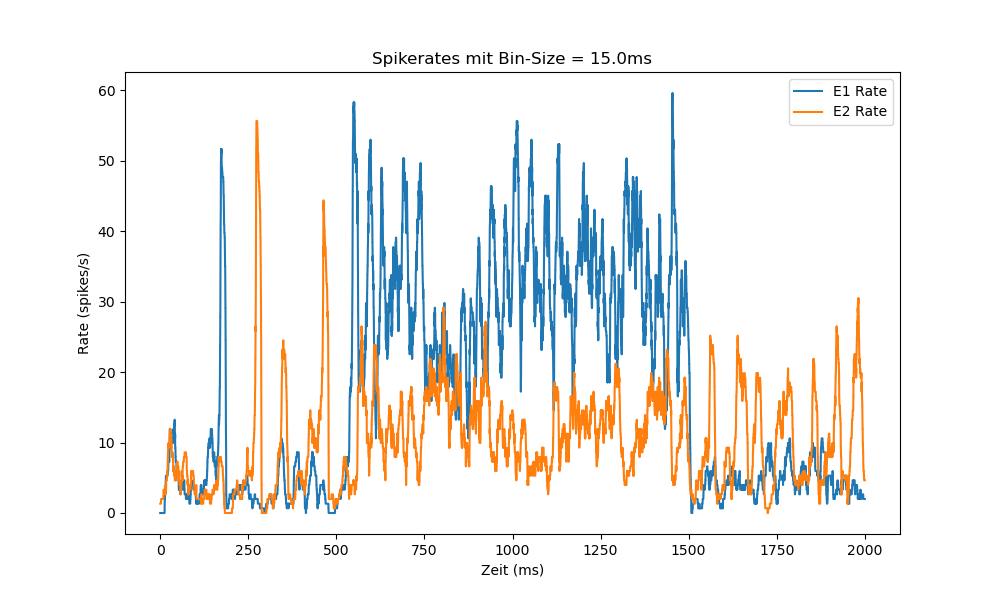 Spikerates mit Bin-Size = 15.0ms
E1 Rate
E2 Rate
60
50
40
30
20
10
0
Rate (spikes/s)
0 250 500 750 1000 1250 1500 1750 2000
Zeit (ms)